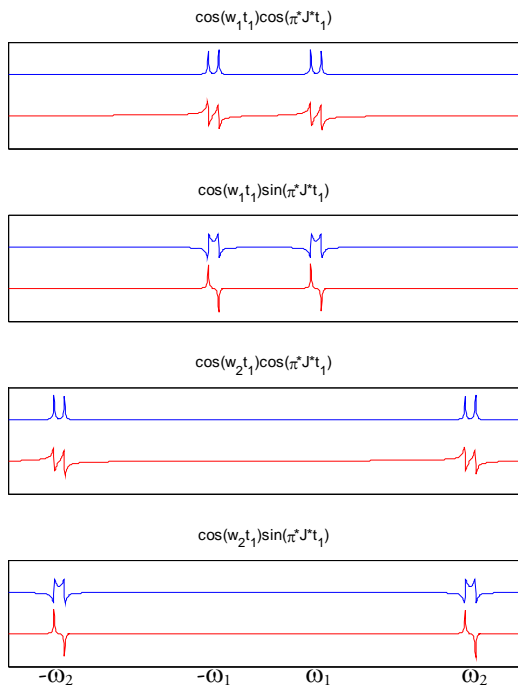 cos(w₁t₁)cos(π*J*t₁)
cos(w₁t₁)sin(π*J*t₁)
cos(w₂t₁)cos(π*J*t₁)
cos(w₂t₁)sin(π*J*t₁)
-ω₂ -ω₁ ω₁ ω₂